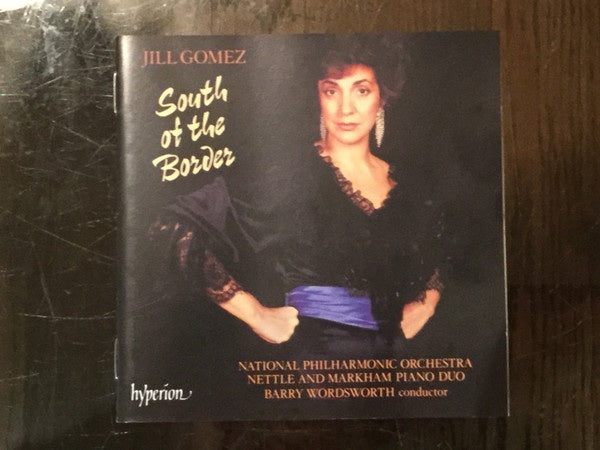 JILL GOMEZ
South
of the
Border
NATIONAL PHILHARMONIC ORCHESTRA
NETTLE AND MARKHAM PIANO DUO
BARRY WORDSWORTH conductor
hyperion